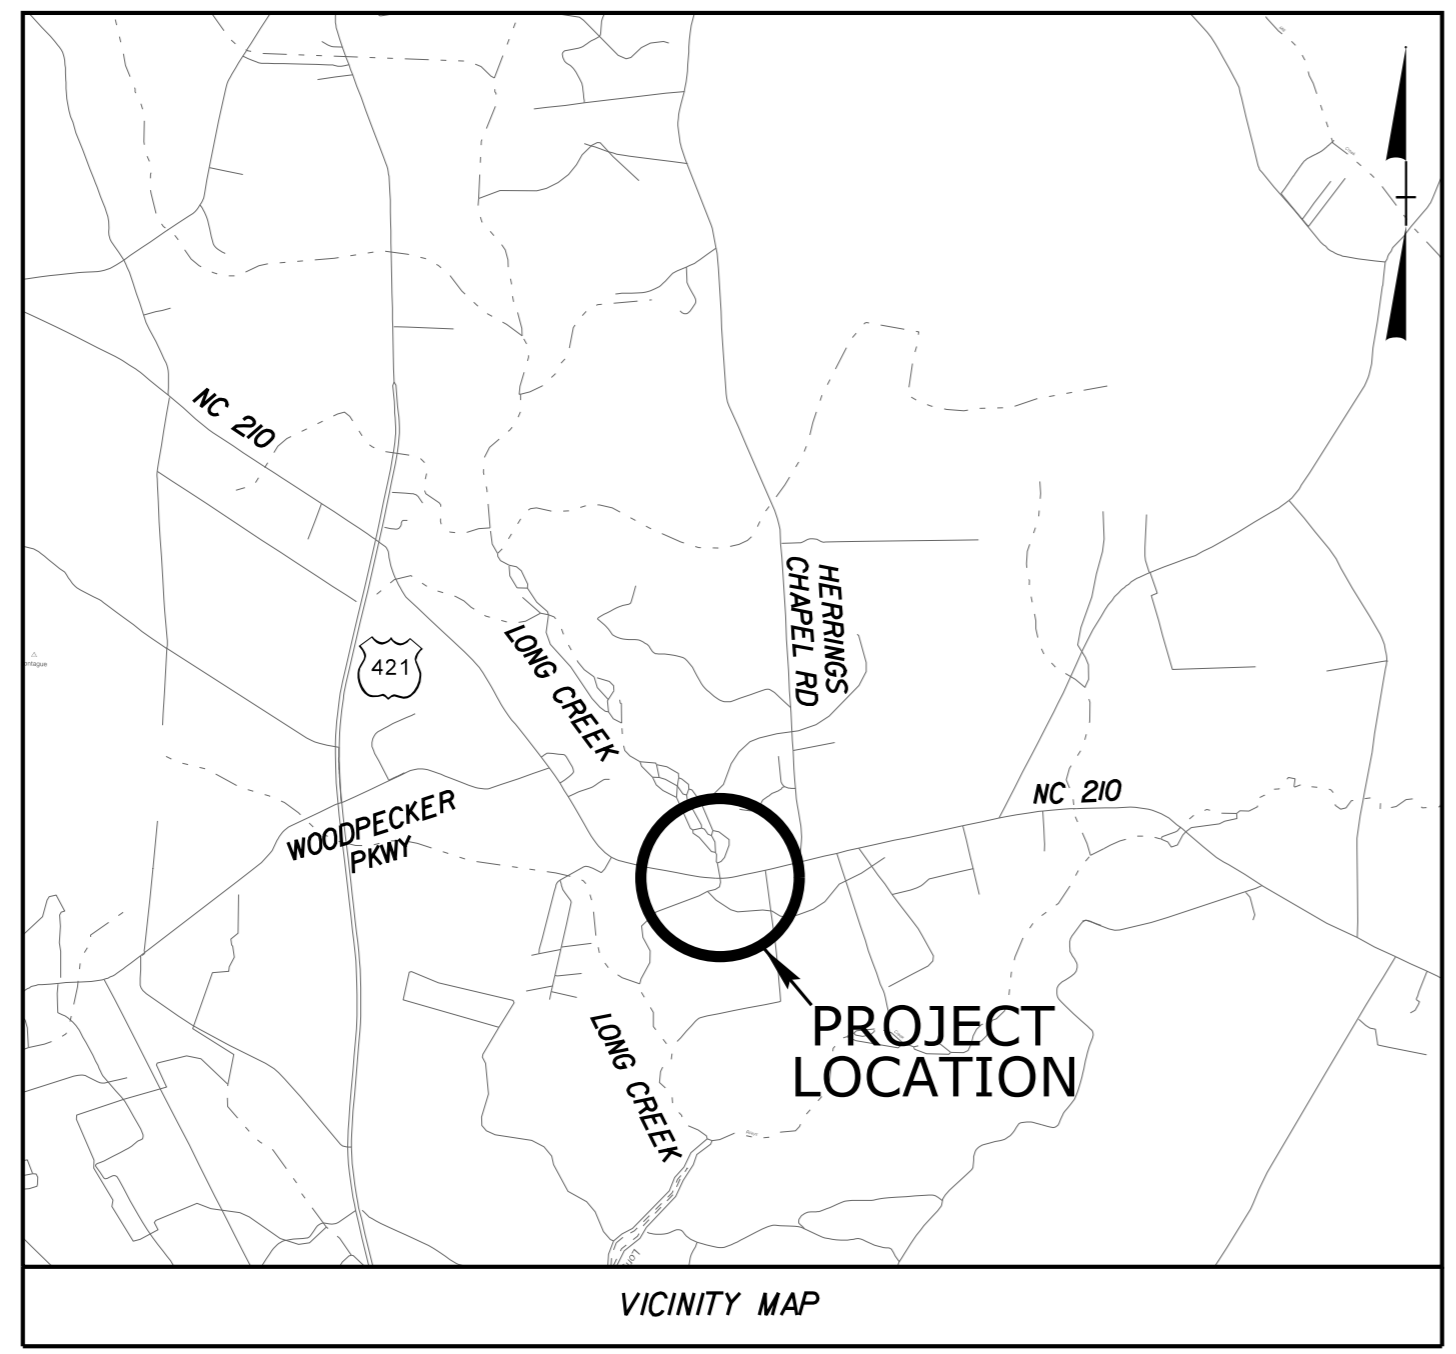 NC 210
HERRINGS
CHAPEL RD
LONG CREEK
421
NC 210
WOODPECKER
PKWY
PROJECT
LOCATION
LONG CREEK
VICINITY MAP